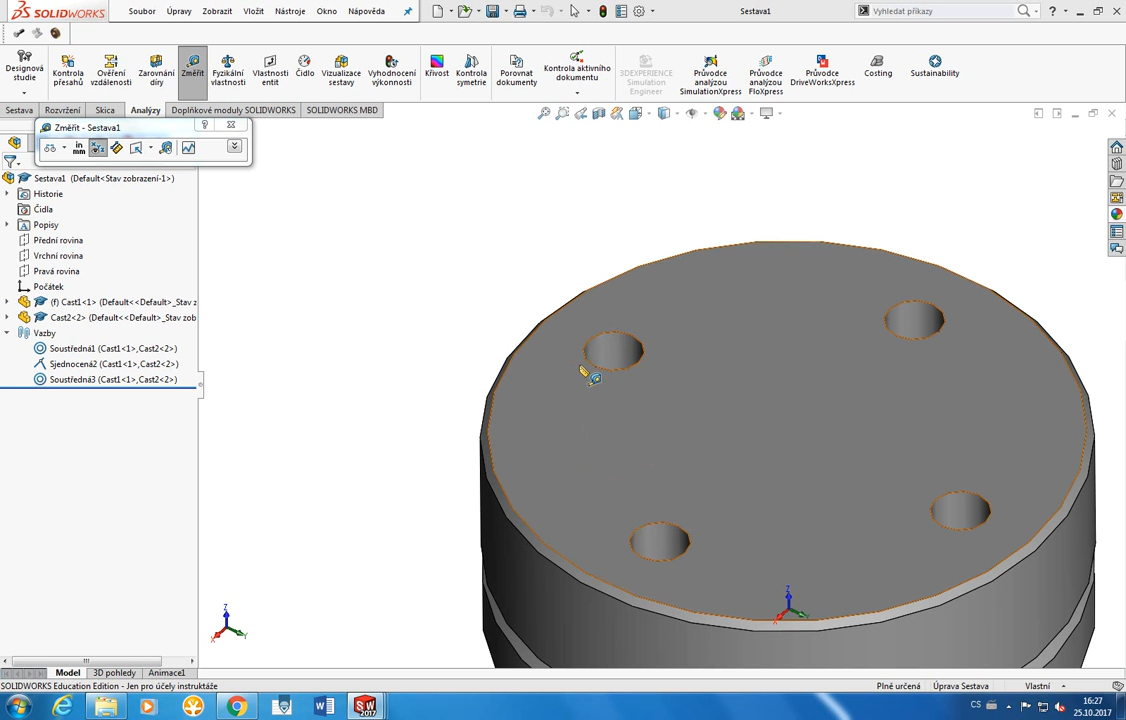 SOLIDWORKS Soubor Úpravy Zobrazit Vložit Nástroje Okno Nápověda Sestava1 Vyhledat příkazy
Designová studie
Kontrola přesahů
Ověření vzdáleností
Zarovnání díry
Změřit
Fyzikální vlastnosti
Vlastnosti entit
Čidlo
Vizualizace sestavy
Vyhodnocení výkonnosti
Křivost
Kontrola symetrie
Porovnat dokumenty
Kontrola aktivního dokumentu
3DEXPERIENCE Simulation Engineer
Průvodce analýzou SimulationXpress
Průvodce analýzou FloXpress
Průvodce DriveWorksXpress
Costing
Sustainability
Sestava Rozvržení Skica Analýzy Doplňkové moduly SOLIDWORKS SOLIDWORKS MBD
Změřit - Sestava1
in mm
Sestava1 (Default<Stav zobrazení-1>)
Historie
Čidla
Popisy
Přední rovina
Vrchní rovina
Pravá rovina
Počátek
(f) Cast1<1> (Default<<Default>_Stav z
Cast2<2> (Default<<Default>_Stav zob
Vazby
Soustředná1 (Cast1<1>,Cast2<2>)
Sjednocená2 (Cast1<1>,Cast2<2>)
Soustředná3 (Cast1<1>,Cast2<2>)
Z
X Y
Z
X Y
Model 3D pohledy Animace1
SOLIDWORKS Education Edition - Jen pro účely instruktáže Plně určená Úprava Sestava Vlastní
CS 16:27
25.10.2017